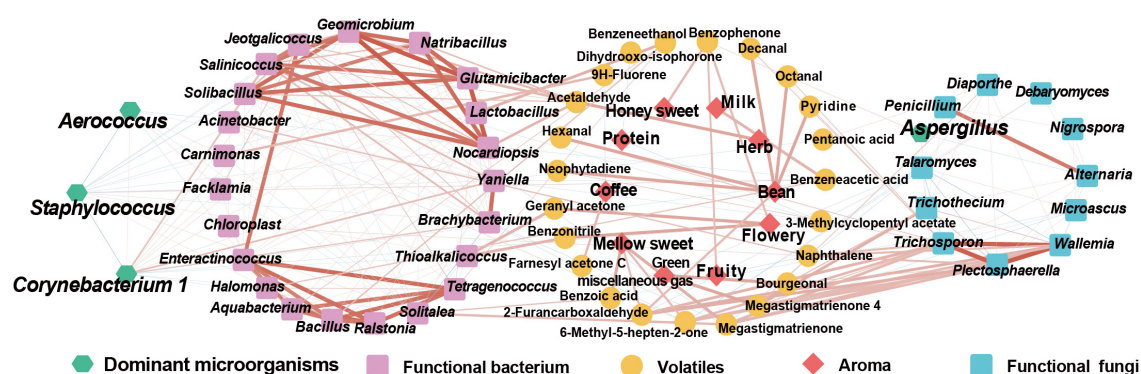 Geomicrobium
Jeotgalicoccus
Natribacillus
Salinicoccus
Glutamicibacter
Solibacillus
Lactobacillus
Aerococcus
Acinetobacter
Carnimonas
Nocardiopsis
Facklamia
Yaniella
Staphylococcus
Chloroplast
Brachybacterium
Enteractinococcus
Thioalkalicoccus
Corynebacterium 1
Halomonas
Tetragenococcus
Aquabacterium
Solitalea
Bacillus
Ralstonia
Benzeneethanol
Benzophenone
Dihydrooxo-isophorone
Decanal
9H-Fluorene
Octanal
Acetaldehyde
Honey sweet
Milk
Pyridine
Hexanal
Protein
Herb
Pentanoic acid
Neophytadiene
Coffee
Bean
Benzeneacetic acid
Geranyl acetone
3-Methylcyclopentyl acetate
Benzonitrile
Mellow sweet
Flowery
Farnesyl acetone C
Green
miscellaneous gas
Fruity
Naphthalene
Benzoic acid
Bourgeonal
2-Furancarboxaldehyde
Megastigmatrienone 4
6-Methyl-5-hepten-2-one
Megastigmatrienone
Diaporthe
Debaryomyces
Penicillium
Aspergillus
Nigrospora
Talaromyces
Alternaria
Trichothecium
Microascus
Trichosporon
Wallemia
Plectosphaerella
Dominant microorganisms
Functional bacterium
Volatiles
Aroma
Functional fungi